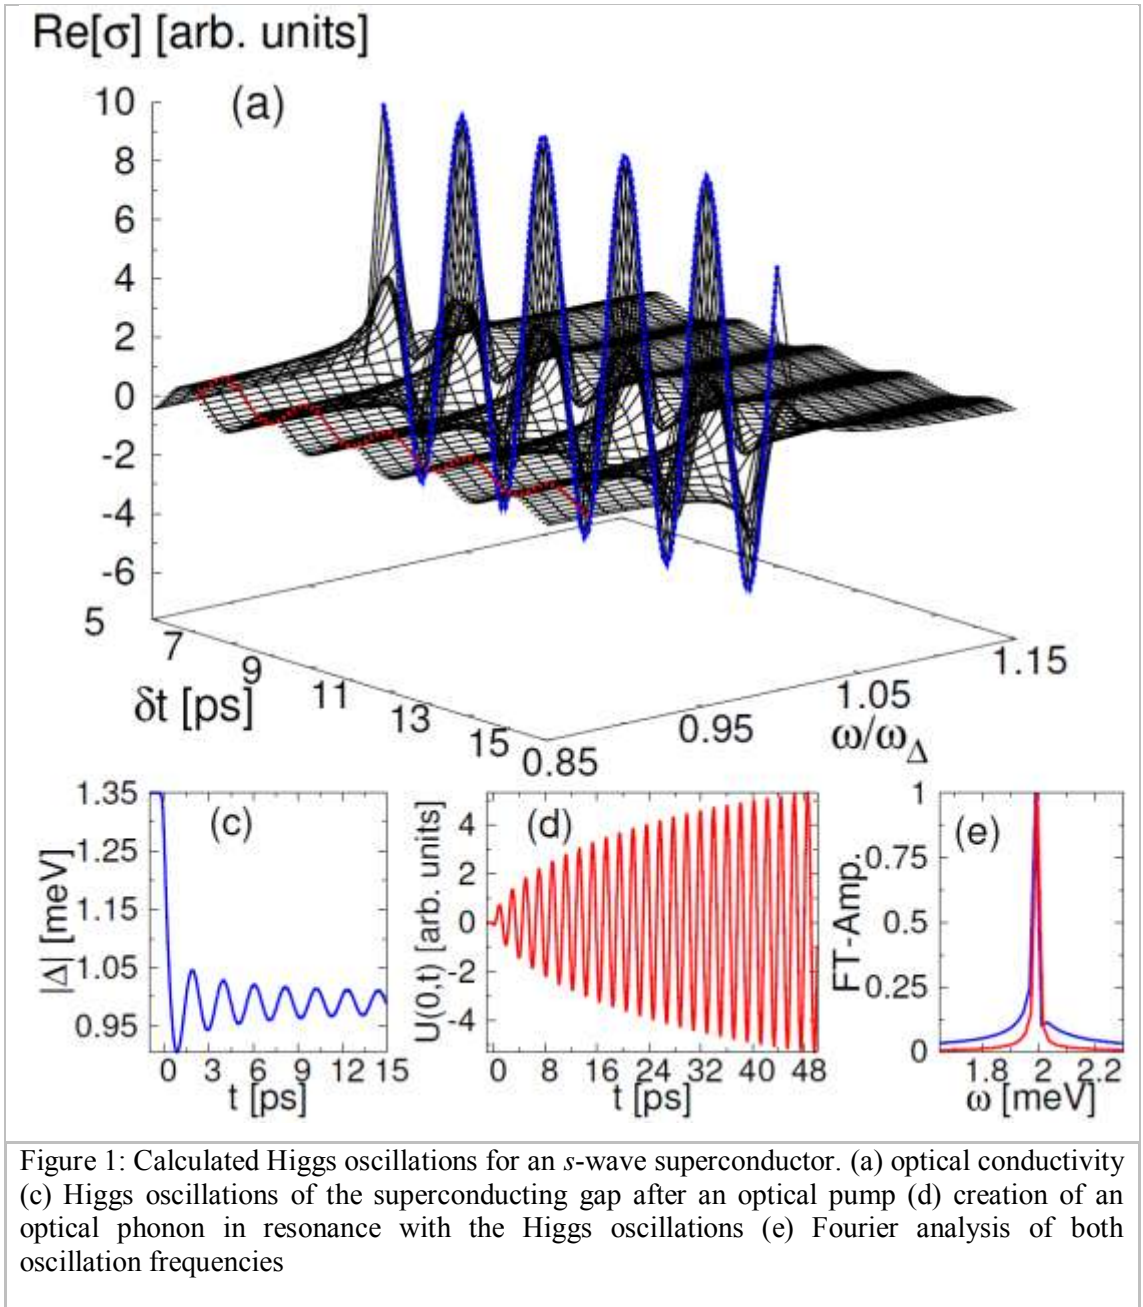 Re[σ] [arb. units]
(a)
10
8
6
4
2
0
-2
-4
-6
5
7
9
11
13
15
δt [ps]
0.85
0.95
1.05
1.15
ω/ωΔ
(c)
1.35
1.25
1.15
1.05
0.95
|Δ| [meV]
0 3 6 9 12 15
t [ps]
(d)
4
2
0
-2
-4
U(0,t) [arb. units]
0 8 16 24 32 40 48
t [ps]
(e)
1
0.75
0.5
0.25
0
FT-Amp.
1.8 2 2.2
ω [meV]
Figure 1: Calculated Higgs oscillations for an s-wave superconductor. (a) optical conductivity
(c) Higgs oscillations of the superconducting gap after an optical pump (d) creation of an
optical phonon in resonance with the Higgs oscillations (e) Fourier analysis of both
oscillation frequencies